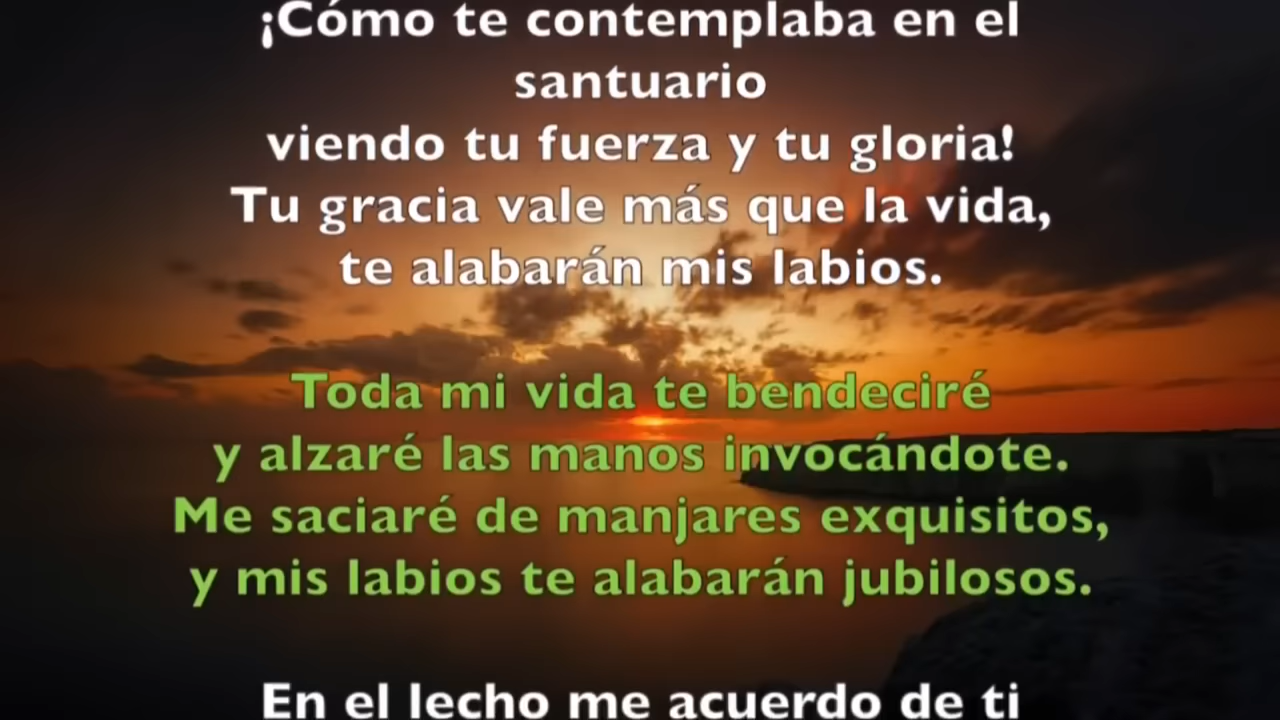 ¡Cómo te contemplaba en el
santuario
viendo tu fuerza y tu gloria!
Tu gracia vale más que la vida,
te alabarán mis labios.
Toda mi vida te bendeciré
y alzaré las manos invocándote.
Me saciaré de manjares exquisitos,
y mis labios te alabarán jubilosos.
En el lecho me acuerdo de ti